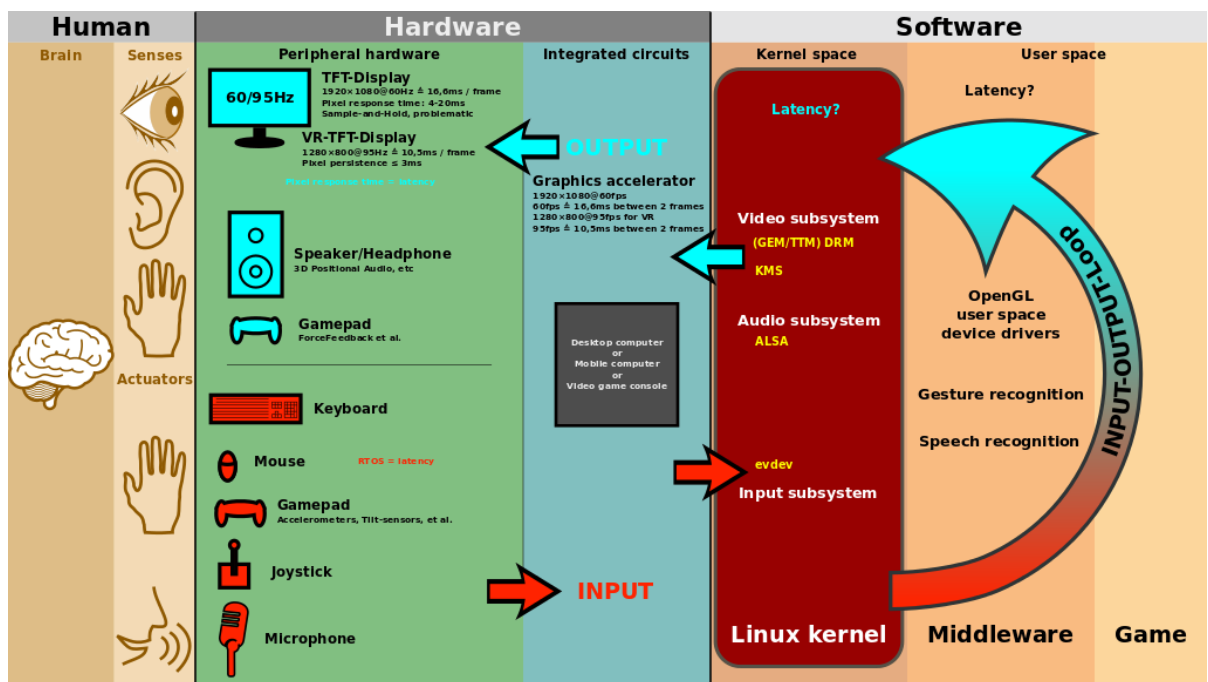 Human
Hardware
Software
Brain
Senses
Peripheral hardware
Integrated circuits
Kernel space
User space
60/95Hz
TFT-Display
1920×1080@60Hz ≙ 16,6ms / frame
Pixel response time: 4-20ms
Sample-and-Hold, problematic
VR-TFT-Display
1280×800@95Hz ≙ 10,5ms / frame
Pixel persistence ≤ 3ms
Pixel response time = latency
OUTPUT
Graphics accelerator
1920×1080@60fps
60fps ≙ 16,6ms between 2 frames
1280×800@95fps for VR
95fps ≙ 10,5ms between 2 frames
Latency?
Latency?
Video subsystem
(GEM/TTM) DRM
KMS
Speaker/Headphone
3D Positional Audio, etc
Gamepad
ForceFeedback et al.
Desktop computer
or
Mobile computer
or
Video game console
Audio subsystem
ALSA
OpenGL
user space
device drivers
INPUT-OUTPUT-Loop
Actuators
Keyboard
Mouse
RTOS = latency
Gamepad
Accelerometers, Tilt-sensors, et al.
Joystick
Microphone
INPUT
evdev
Input subsystem
Gesture recognition
Speech recognition
Linux kernel
Middleware
Game